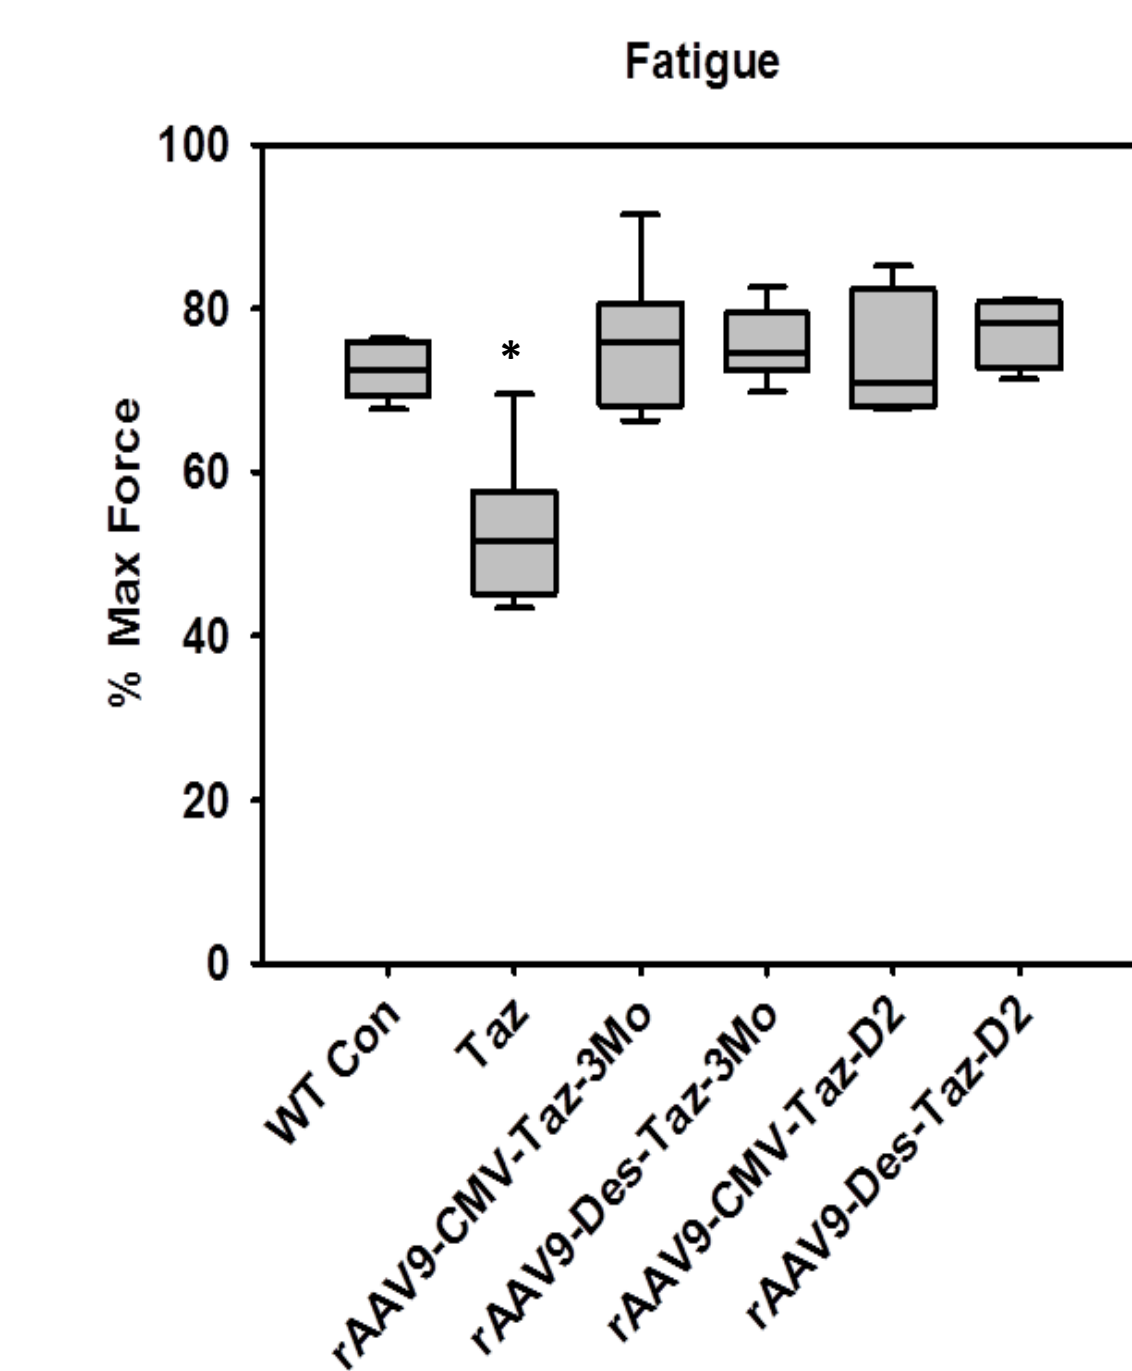 Fatigue
% Max Force
100
80
60
40
20
0
*
WT Con
Taz
rAAV9-CMV-Taz-3Mo
rAAV9-Des-Taz-3Mo
rAAV9-CMV-Taz-D2
rAAV9-Des-Taz-D2